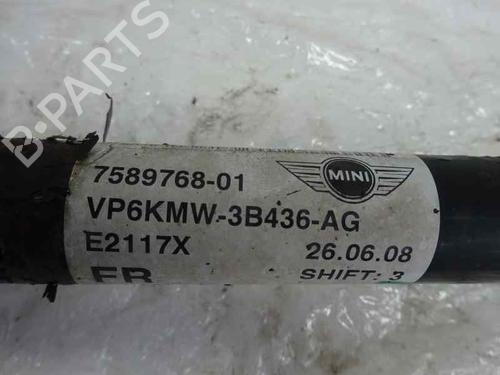 B-PARTS
MINI
7589768-01
VP6KMW-3B436-AG
E2117X
26.06.08
FR
SHIFT: 3